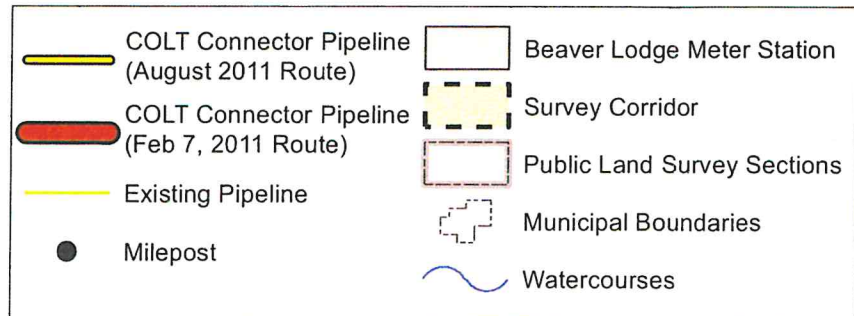 COLT Connector Pipeline
(August 2011 Route)
COLT Connector Pipeline
(Feb 7, 2011 Route)
Existing Pipeline
Milepost
Beaver Lodge Meter Station
Survey Corridor
Public Land Survey Sections
Municipal Boundaries
Watercourses